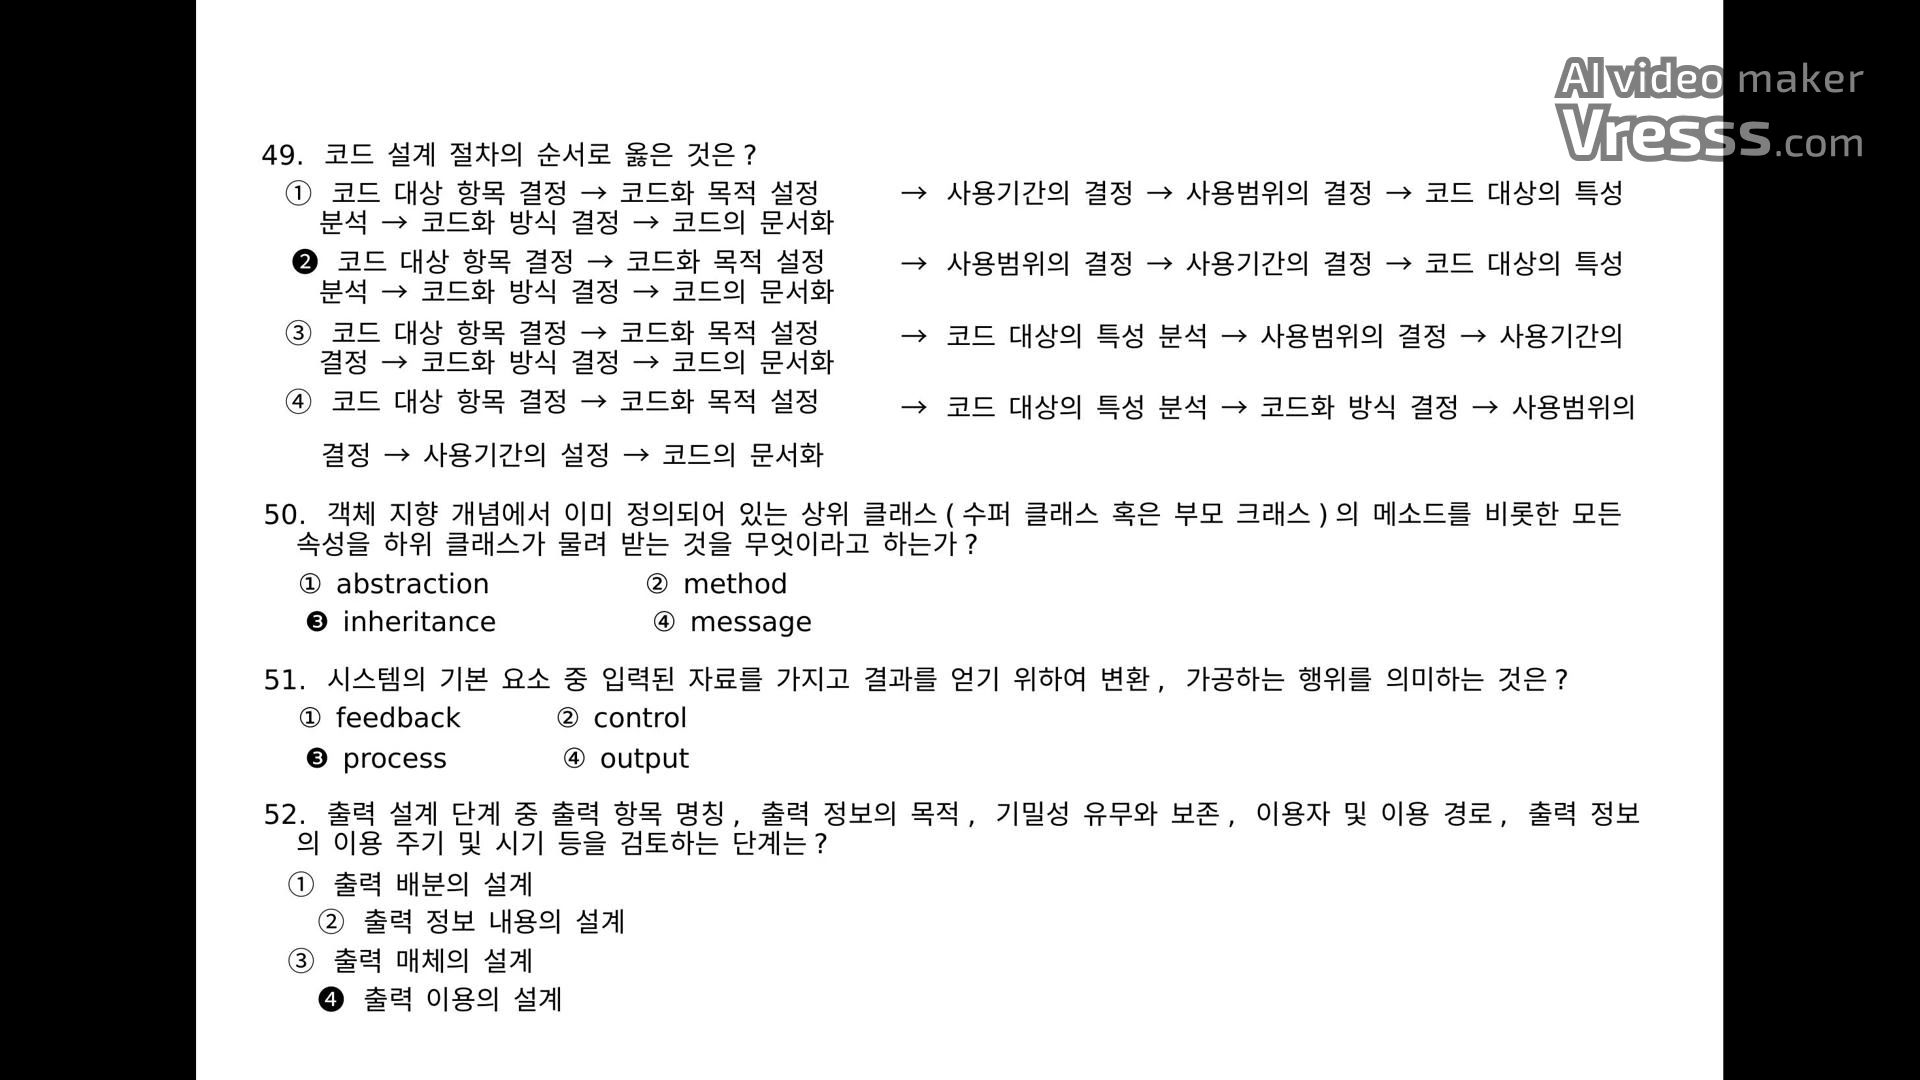 AI video maker
Vresss.com
49. 코드 설계 절차의 순서로 옳은 것은?
① 코드 대상 항목 결정 → 코드화 목적 설정 → 사용기간의 결정 → 사용범위의 결정 → 코드 대상의 특성
분석 → 코드화 방식 결정 → 코드의 문서화
❷ 코드 대상 항목 결정 → 코드화 목적 설정 → 사용범위의 결정 → 사용기간의 결정 → 코드 대상의 특성
분석 → 코드화 방식 결정 → 코드의 문서화
③ 코드 대상 항목 결정 → 코드화 목적 설정 → 코드 대상의 특성 분석 → 사용범위의 결정 → 사용기간의
결정 → 코드화 방식 결정 → 코드의 문서화
④ 코드 대상 항목 결정 → 코드화 목적 설정 → 코드 대상의 특성 분석 → 코드화 방식 결정 → 사용범위의
결정 → 사용기간의 설정 → 코드의 문서화
50. 객체 지향 개념에서 이미 정의되어 있는 상위 클래스(수퍼 클래스 혹은 부모 크래스)의 메소드를 비롯한 모든
속성을 하위 클래스가 물려 받는 것을 무엇이라고 하는가?
① abstraction ② method
❸ inheritance ④ message
51. 시스템의 기본 요소 중 입력된 자료를 가지고 결과를 얻기 위하여 변환, 가공하는 행위를 의미하는 것은?
① feedback ② control
❸ process ④ output
52. 출력 설계 단계 중 출력 항목 명칭, 출력 정보의 목적, 기밀성 유무와 보존, 이용자 및 이용 경로, 출력 정보
의 이용 주기 및 시기 등을 검토하는 단계는?
① 출력 배분의 설계
② 출력 정보 내용의 설계
③ 출력 매체의 설계
❹ 출력 이용의 설계